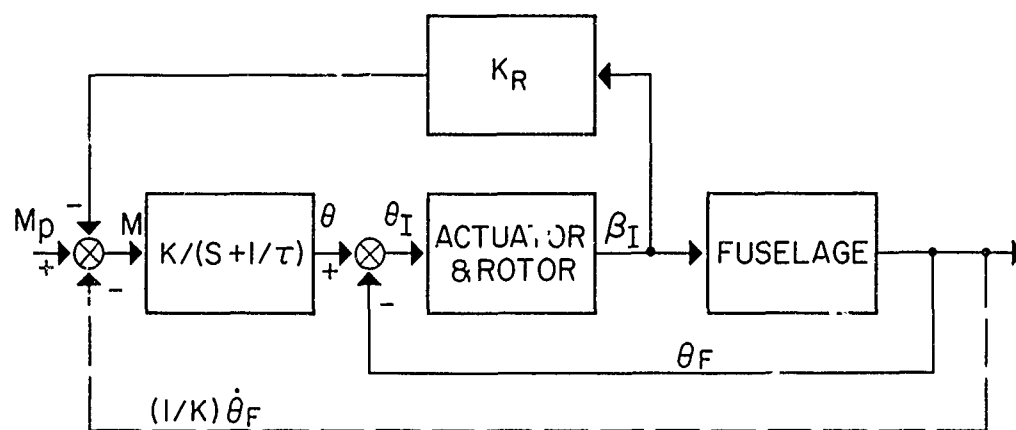 K_R
M_p
+
-
-
M
K/(S+1/τ)
θ
+
-
θ_I
ACTUATOR
& ROTOR
β_I
FUSELAGE
θ_F
(1/K) θ̇_F